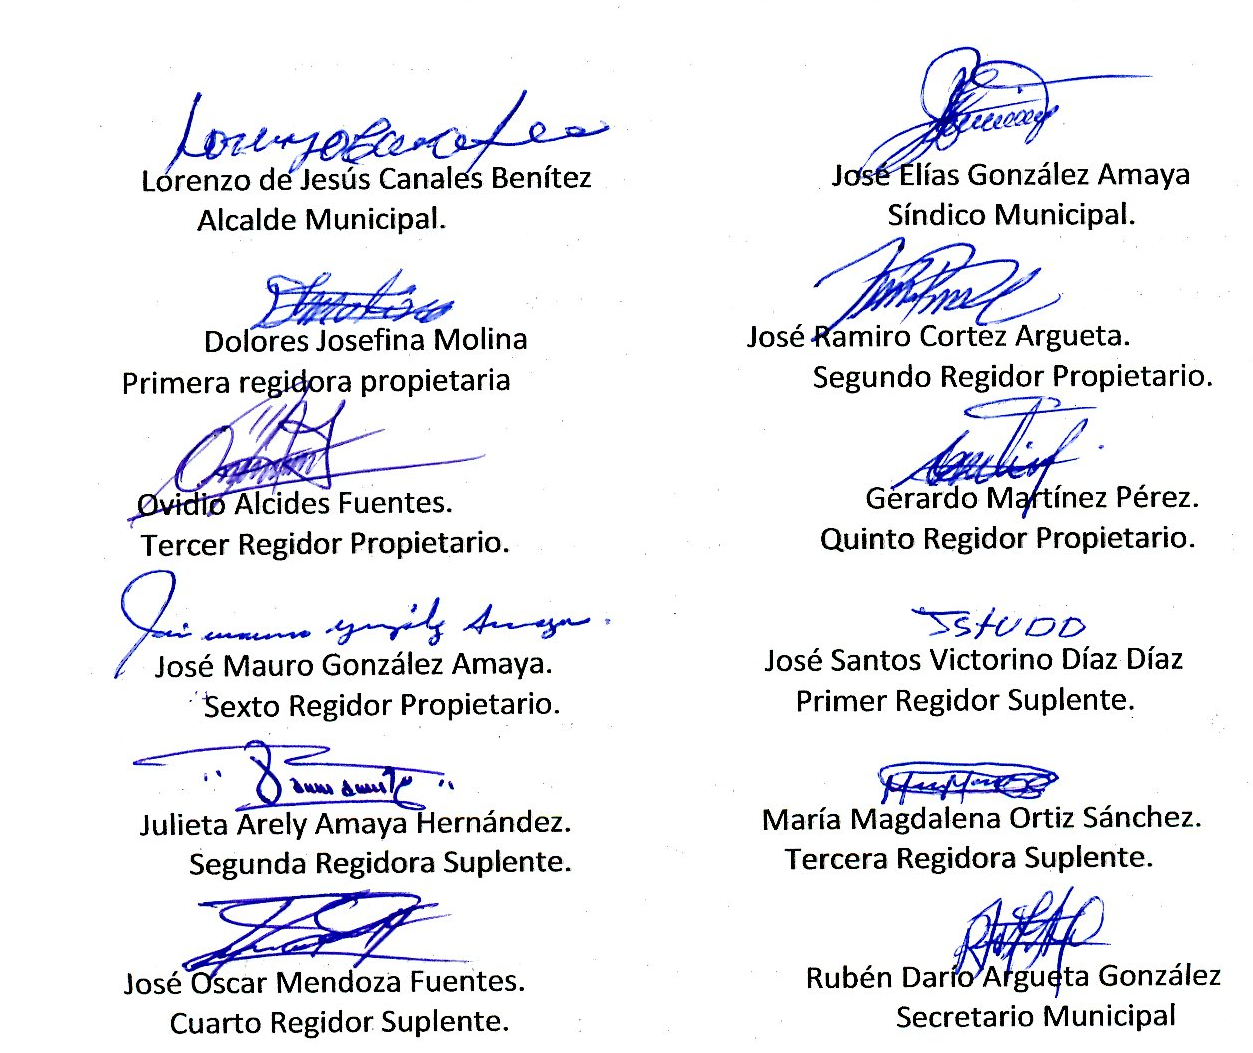 Lorenzo de Jesús Canales Benítez
Alcalde Municipal.
José Elías González Amaya
Síndico Municipal.
Dolores Josefina Molina
Primera regidora propietaria
José Ramiro Cortez Argueta.
Segundo Regidor Propietario.
Ovidio Alcides Fuentes.
Tercer Regidor Propietario.
Gerardo Martínez Pérez.
Quinto Regidor Propietario.
José Mauro González Amaya.
Sexto Regidor Propietario.
José Santos Victorino Díaz Díaz
Primer Regidor Suplente.
Julieta Arely Amaya Hernández.
Segunda Regidora Suplente.
María Magdalena Ortiz Sánchez.
Tercera Regidora Suplente.
José Oscar Mendoza Fuentes.
Cuarto Regidor Suplente.
Rubén Darío Argueta González
Secretario Municipal